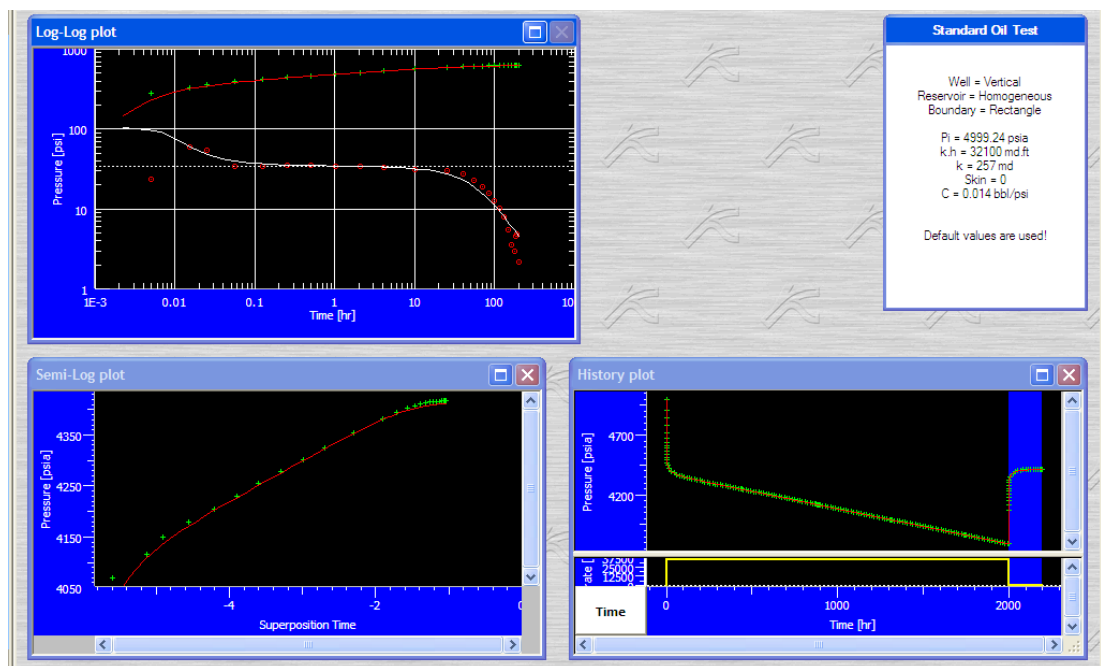 Log-Log plot
1000
100
10
1
Pressure [psi]
1E-3 0.01 0.1 1 10 100 10
Time [hr]
Standard Oil Test
Well = Vertical
Reservoir = Homogeneous
Boundary = Rectangle
Pi = 4999.24 psia
k.h = 32100 md.ft
k = 257 md
Skin = 0
C = 0.014 bbl/psi
Default values are used!
Semi-Log plot
4350
4250
4150
4050
Pressure [psia]
-4 -2
Superposition Time
History plot
4700
4200
Pressure [psia]
25000
12500
Time
0 1000 2000
Time [hr]